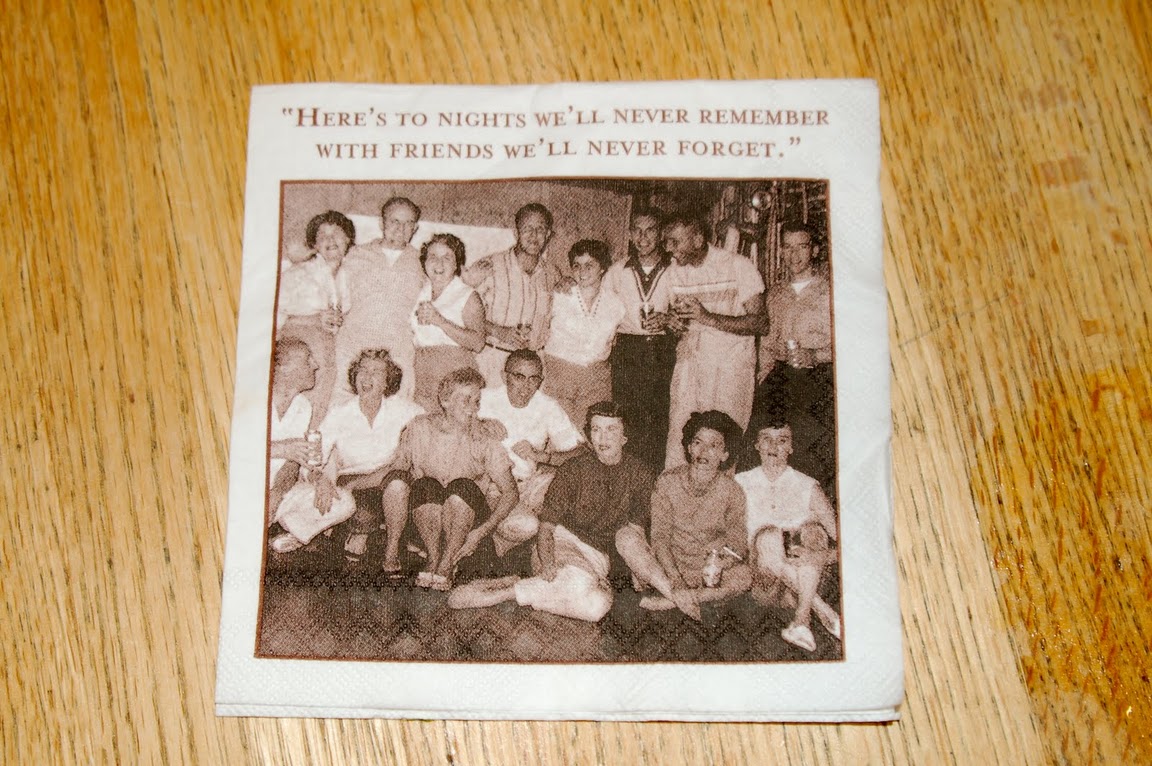 "Here's to nights we'll never remember
with friends we'll never forget."